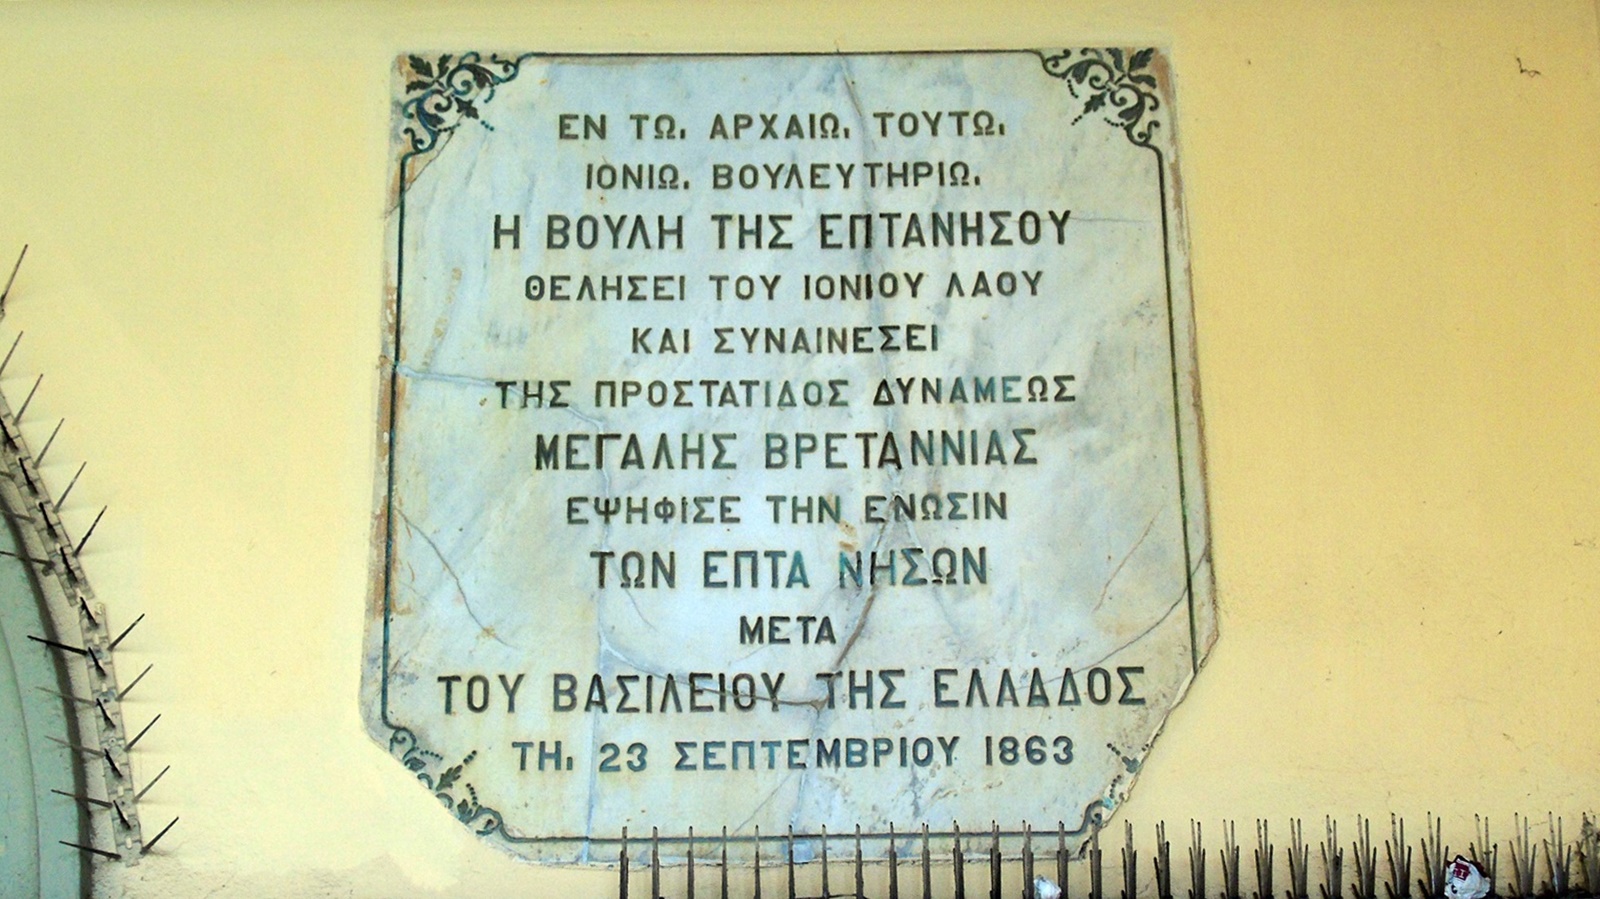 ΕΝ ΤΩ, ΑΡΧΑΙΩ, ΤΟΥΤΩ,
ΙΟΝΙΩ, ΒΟΥΛΕΥΤΗΡΙΩ,
Η ΒΟΥΛΗ ΤΗΣ ΕΠΤΑΝΗΣΟΥ
ΘΕΛΗΣΕΙ ΤΟΥ ΙΟΝΙΟΥ ΛΑΟΥ
ΚΑΙ ΣΥΝΑΙΝΕΣΕΙ
ΤΗΣ ΠΡΟΣΤΑΤΙΔΟΣ ΔΥΝΑΜΕΩΣ
ΜΕΓΑΛΗΣ ΒΡΕΤΑΝΝΙΑΣ
ΕΨΗΦΙΣΕ ΤΗΝ ΕΝΩΣΙΝ
ΤΩΝ ΕΠΤΑ ΝΗΣΩΝ
ΜΕΤΑ
ΤΟΥ ΒΑΣΙΛΕΙΟΥ ΤΗΣ ΕΛΛΑΔΟΣ
ΤΗ, 23 ΣΕΠΤΕΜΒΡΙΟΥ 1863